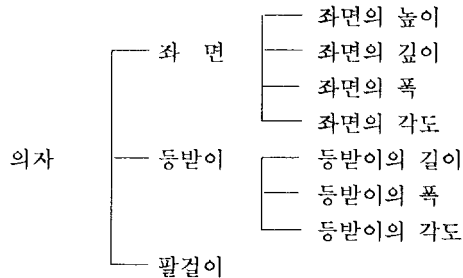 좌면의 높이
좌 면 좌면의 깊이
좌면의 폭
좌면의 각도
의자 등받이 등받이의 길이
등받이의 폭
등받이의 각도
팔걸이